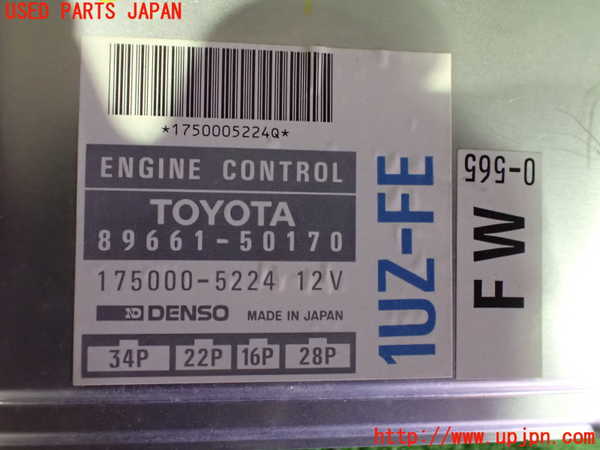 USED PARTS JAPAN
*1750005224Q*
ENGINE CONTROL
TOYOTA
89661-50170
175000-5224 12V
ND DENSO MADE IN JAPAN
34P 22P 16P 28P
1UZ-FE
0-565
FW
http://www.upjpn.com